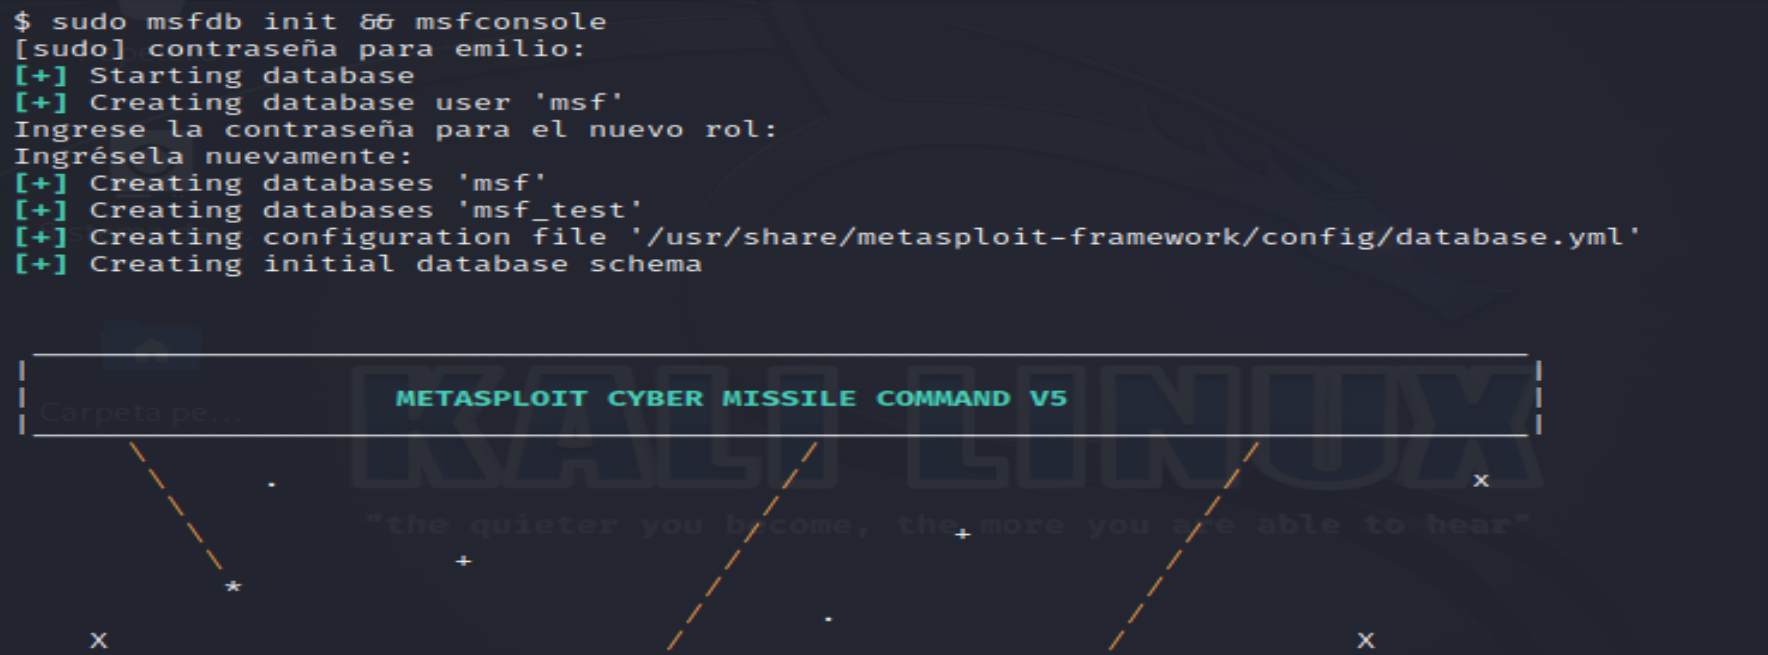 $ sudo msfdb init && msfconsole
[sudo] contraseña para emilio:
[+] Starting database
[+] Creating database user 'msf'
Ingrese la contraseña para el nuevo rol:
Ingrésela nuevamente:
[+] Creating databases 'msf'
[+] Creating databases 'msf_test'
[+] Creating configuration file '/usr/share/metasploit-framework/config/database.yml'
[+] Creating initial database schema
METASPLOIT CYBER MISSILE COMMAND V5
Carpeta pe...
KALI LINUX
"the quieter you become, the more you are able to hear"